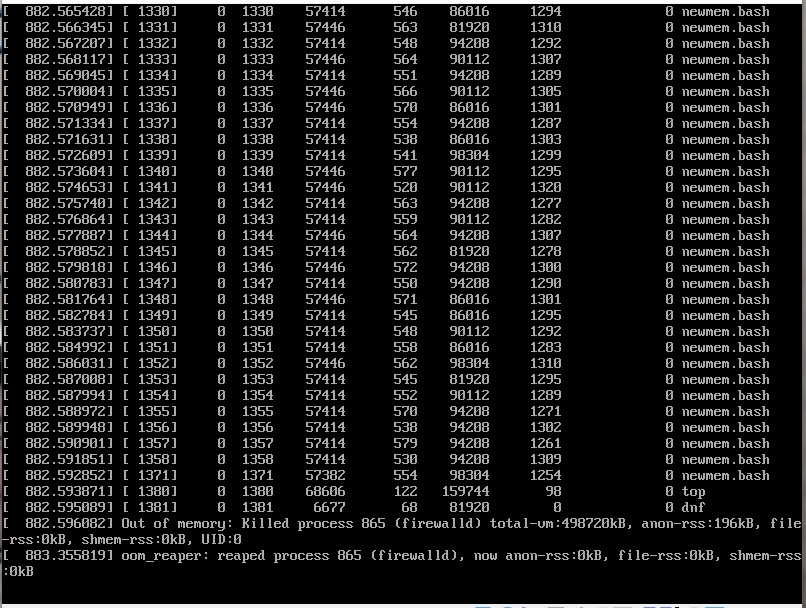 [  882.565428] [ 1330]     0  1330    57414      546    86016     1294             0 newmem.bash
[  882.566345] [ 1331]     0  1331    57446      563    81920     1310             0 newmem.bash
[  882.567207] [ 1332]     0  1332    57414      548    94208     1292             0 newmem.bash
[  882.568117] [ 1333]     0  1333    57446      564    90112     1307             0 newmem.bash
[  882.569045] [ 1334]     0  1334    57414      551    94208     1289             0 newmem.bash
[  882.570004] [ 1335]     0  1335    57446      566    90112     1305             0 newmem.bash
[  882.570949] [ 1336]     0  1336    57446      570    86016     1301             0 newmem.bash
[  882.571337] [ 1337]     0  1337    57414      554    94208     1287             0 newmem.bash
[  882.571631] [ 1338]     0  1338    57414      538    86016     1303             0 newmem.bash
[  882.572609] [ 1339]     0  1339    57414      541    98304     1299             0 newmem.bash
[  882.573604] [ 1340]     0  1340    57446      577    90112     1295             0 newmem.bash
[  882.574653] [ 1341]     0  1341    57446      520    90112     1320             0 newmem.bash
[  882.575740] [ 1342]     0  1342    57414      563    94208     1277             0 newmem.bash
[  882.576864] [ 1343]     0  1343    57414      559    90112     1282             0 newmem.bash
[  882.577887] [ 1344]     0  1344    57446      564    94208     1307             0 newmem.bash
[  882.578852] [ 1345]     0  1345    57414      562    81920     1278             0 newmem.bash
[  882.579818] [ 1346]     0  1346    57446      572    94208     1300             0 newmem.bash
[  882.580783] [ 1347]     0  1347    57414      550    94208     1290             0 newmem.bash
[  882.581764] [ 1348]     0  1348    57446      571    86016     1301             0 newmem.bash
[  882.582784] [ 1349]     0  1349    57414      545    86016     1295             0 newmem.bash
[  882.583737] [ 1350]     0  1350    57414      548    90112     1292             0 newmem.bash
[  882.584992] [ 1351]     0  1351    57414      558    86016     1283             0 newmem.bash
[  882.586031] [ 1352]     0  1352    57446      562    98304     1310             0 newmem.bash
[  882.587008] [ 1353]     0  1353    57414      545    81920     1295             0 newmem.bash
[  882.587994] [ 1354]     0  1354    57414      552    90112     1289             0 newmem.bash
[  882.588972] [ 1355]     0  1355    57414      570    94208     1271             0 newmem.bash
[  882.589948] [ 1356]     0  1356    57414      538    94208     1302             0 newmem.bash
[  882.590901] [ 1357]     0  1357    57414      579    94208     1261             0 newmem.bash
[  882.591851] [ 1358]     0  1358    57414      530    94208     1309             0 newmem.bash
[  882.592852] [ 1371]     0  1371    57382      554    98304     1254             0 newmem.bash
[  882.593871] [ 1380]     0  1380    68606      122   159744       98             0 top
[  882.595089] [ 1381]     0  1381     6677       68    81920        0             0 dnf
[  882.596082] Out of memory: Killed process 865 (firewalld) total-vm:498720kB, anon-rss:196kB, file
-rss:0kB, shmem-rss:0kB, UID:0
[  883.355819] oom_reaper: reaped process 865 (firewalld), now anon-rss:0kB, file-rss:0kB, shmem-rss
:0kB